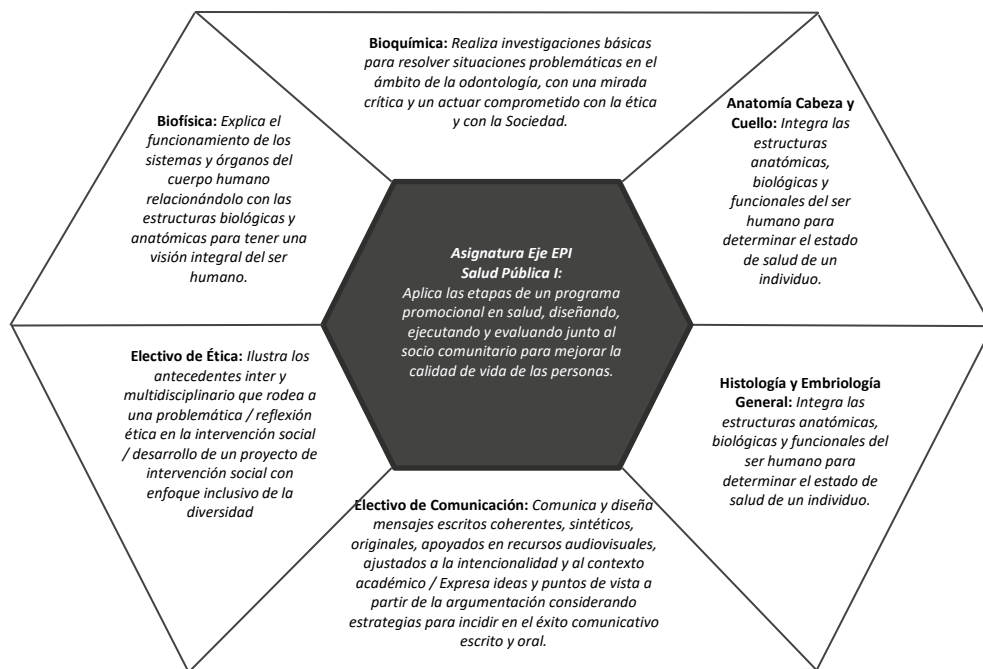 Bioquímica: Realiza investigaciones básicas
para resolver situaciones problemáticas en el
ámbito de la odontología, con una mirada
crítica y un actuar comprometido con la ética
y con la Sociedad.
Biofísica: Explica el
funcionamiento de los
sistemas y órganos del
cuerpo humano
relacionándolo con las
estructuras biológicas y
anatómicas para tener una
visión integral del ser
humano.
Anatomía Cabeza y
Cuello: Integra las
estructuras
anatómicas,
biológicas y
funcionales del ser
humano para
determinar el estado
de salud de un
individuo.
Asignatura Eje EPI
Salud Pública I:
Aplica las etapas de un programa
promocional en salud, diseñando,
ejecutando y evaluando junto al
socio comunitario para mejorar la
calidad de vida de las personas.
Electivo de Ética: Ilustra los
antecedentes inter y
multidisciplinario que rodea a
una problemática / reflexión
ética en la intervención social
/ desarrollo de un proyecto de
intervención social con
enfoque inclusivo de la
diversidad
Histología y Embriología
General: Integra las
estructuras anatómicas,
biológicas y funcionales del
ser humano para
determinar el estado de
salud de un individuo.
Electivo de Comunicación: Comunica y diseña
mensajes escritos coherentes, sintéticos,
originales, apoyados en recursos audiovisuales,
ajustados a la intencionalidad y al contexto
académico / Expresa ideas y puntos de vista a
partir de la argumentación considerando
estrategias para incidir en el éxito comunicativo
escrito y oral.